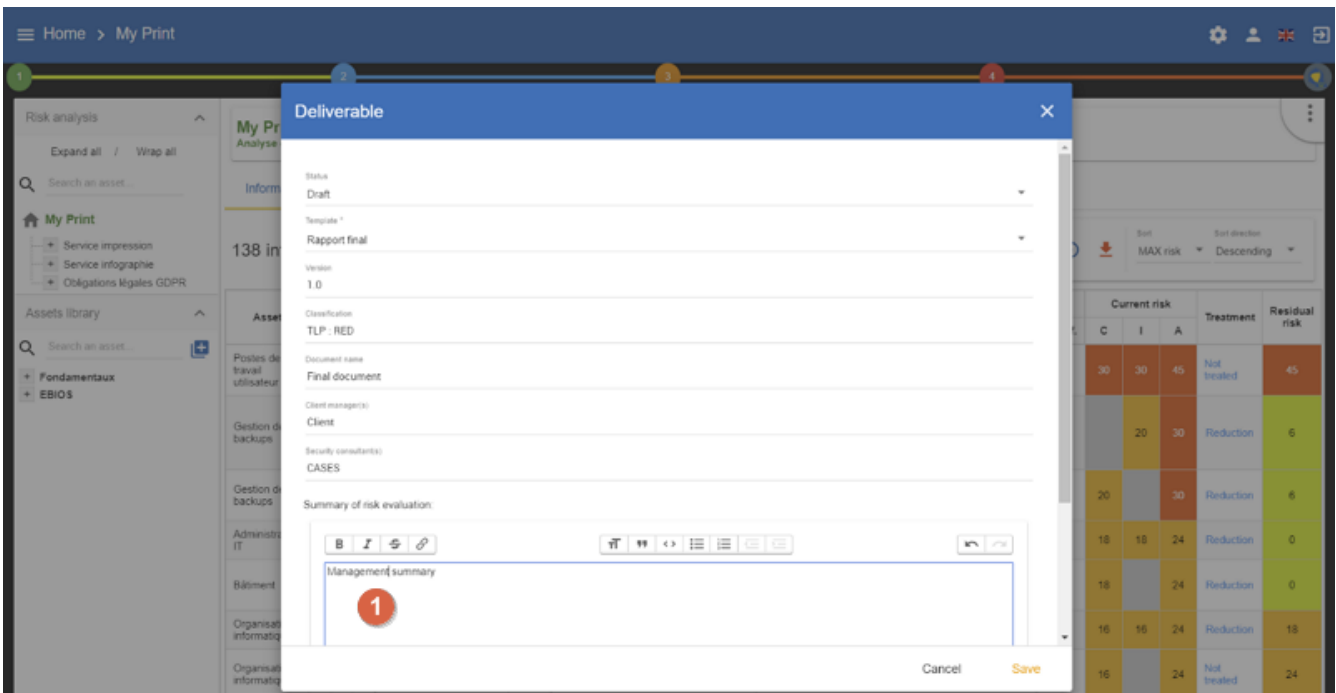 Home > My Print
1
2
3
4
Risk analysis
Expand all / Wrap all
Search an asset...
My Print
Service impression
Service infographie
Obligations légales GDPR
Assets library
Search an asset...
Fondamentaux
EBIOS
My Pr
Analyse
Inform
138 in
Sort
MAX risk
Sort direction
Descending
Asset
Current risk
Treatment
Residual risk
C I A
Postes de travail utilisateur
30 30 45 Not treated 45
Gestion de backups
20 30 Reduction 6
Gestion de backups
20 30 Reduction 6
Administra IT
18 18 24 Reduction 0
Bâtiment
18 24 Reduction 0
Organisat informatiq
16 16 24 Reduction 18
Organisat informatiq
16 24 Not treated 24
Deliverable
Status
Draft
Template *
Rapport final
Version
1.0
Classification
TLP : RED
Document name
Final document
Client manager(s)
Client
Security consultant(s)
CASES
Summary of risk evaluation:
B I S
Management summary
1
Cancel
Save